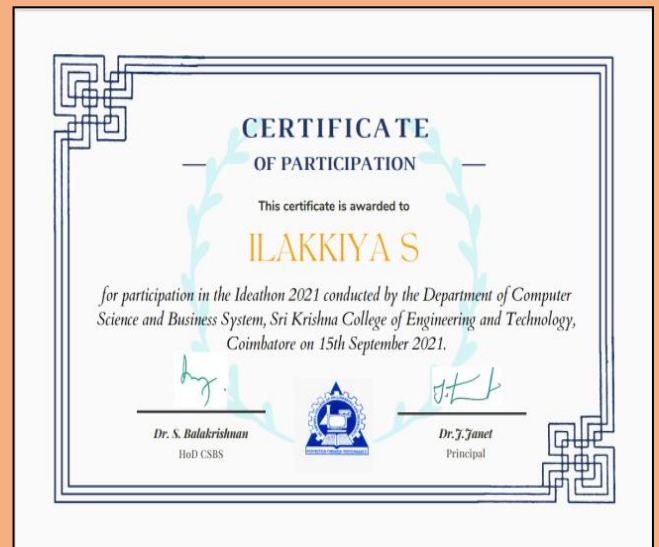 CERTIFICATE
OF PARTICIPATION
This certificate is awarded to
ILAKKIYA S
for participation in the Ideathon 2021 conducted by the Department of Computer
Science and Business System, Sri Krishna College of Engineering and Technology,
Coimbatore on 15th September 2021.
Dr. S. Balakrishnan
HoD CSBS
Dr.J.Janet
Principal